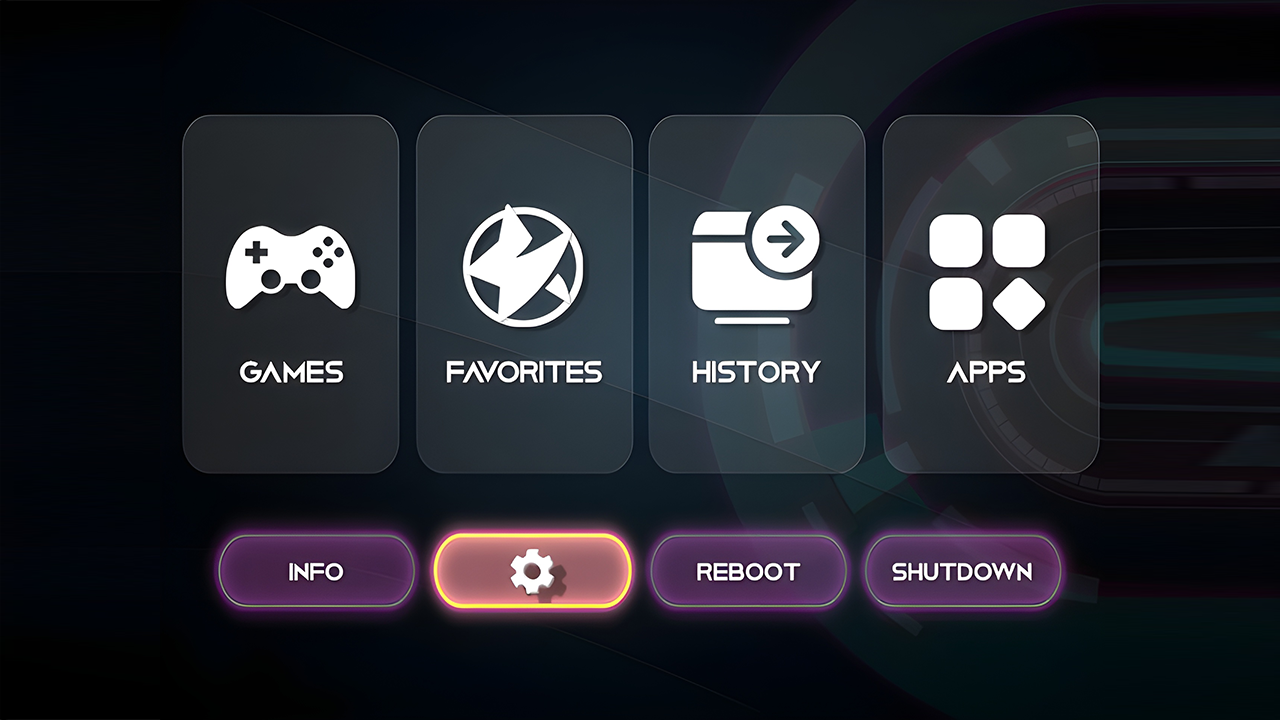 GAMES
FAVORITES
HISTORY
APPS
INFO
REBOOT
SHUTDOWN